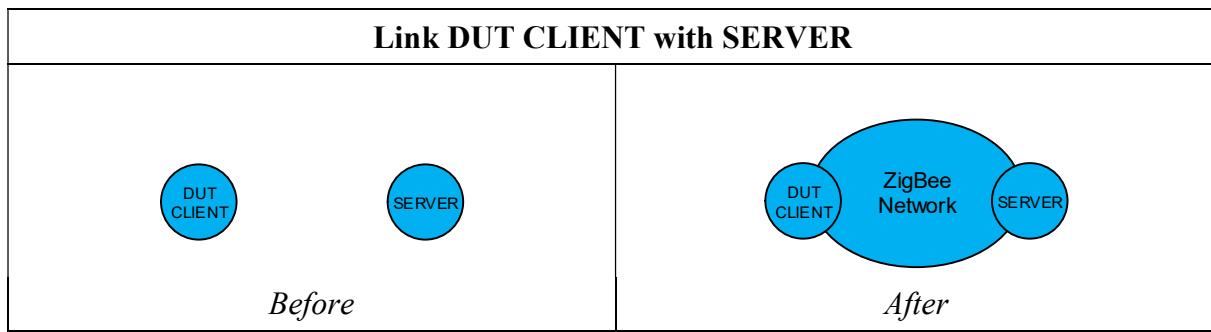 Link DUT CLIENT with SERVER
DUT
CLIENT
SERVER
Before
DUT
CLIENT
ZigBee
Network
SERVER
After